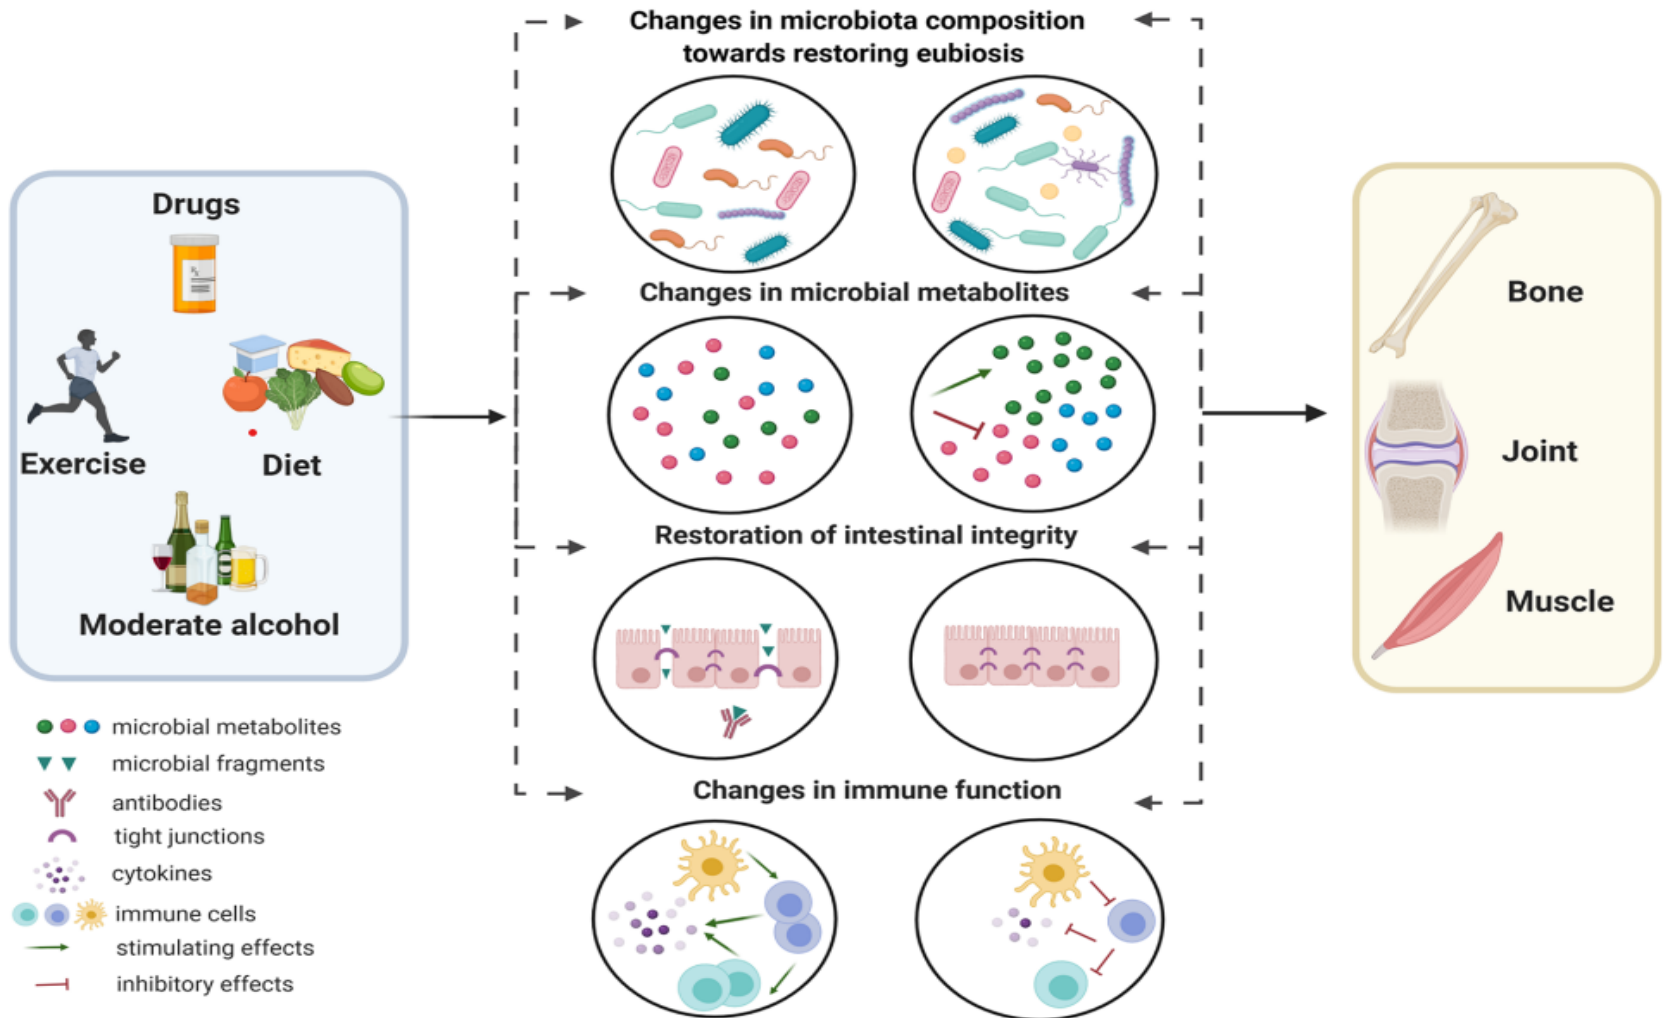 Changes in microbiota composition
towards restoring eubiosis
Drugs
Rx
Exercise
Diet
Moderate alcohol
Changes in microbial metabolites
Restoration of intestinal integrity
Changes in immune function
Bone
Joint
Muscle
microbial metabolites
microbial fragments
antibodies
tight junctions
cytokines
immune cells
stimulating effects
inhibitory effects